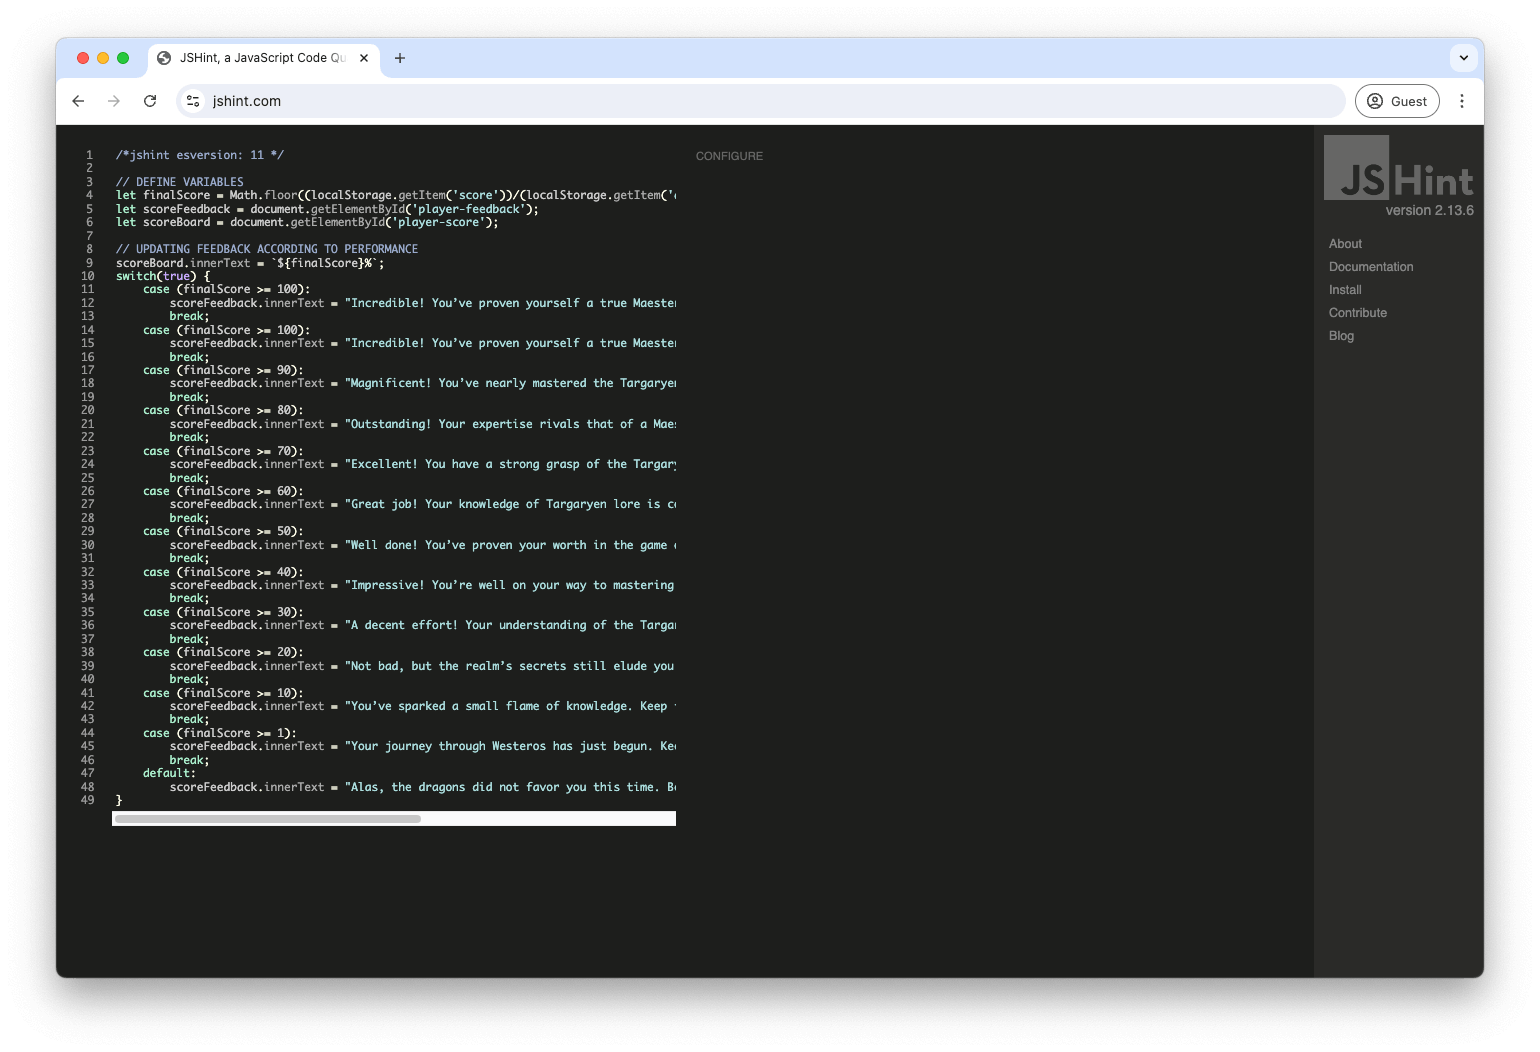 JSHint, a JavaScript Code Qu
jshint.com
Guest
1 /*jshint esversion: 11 */
2
3 // DEFINE VARIABLES
4 let finalScore = Math.floor((localStorage.getItem('score'))/(localStorage.getItem('
5 let scoreFeedback = document.getElementById('player-feedback');
6 let scoreBoard = document.getElementById('player-score');
7
8 // UPDATING FEEDBACK ACCORDING TO PERFORMANCE
9 scoreBoard.innerText = `${finalScore}%`;
10 switch(true) {
11 case (finalScore >= 100):
12 scoreFeedback.innerText = "Incredible! You’ve proven yourself a true Maester
13 break;
14 case (finalScore >= 100):
15 scoreFeedback.innerText = "Incredible! You’ve proven yourself a true Maester
16 break;
17 case (finalScore >= 90):
18 scoreFeedback.innerText = "Magnificent! You’ve nearly mastered the Targaryen
19 break;
20 case (finalScore >= 80):
21 scoreFeedback.innerText = "Outstanding! Your expertise rivals that of a Maes
22 break;
23 case (finalScore >= 70):
24 scoreFeedback.innerText = "Excellent! You have a strong grasp of the Targary
25 break;
26 case (finalScore >= 60):
27 scoreFeedback.innerText = "Great job! Your knowledge of Targaryen lore is co
28 break;
29 case (finalScore >= 50):
30 scoreFeedback.innerText = "Well done! You’ve proven your worth in the game
31 break;
32 case (finalScore >= 40):
33 scoreFeedback.innerText = "Impressive! You’re well on your way to mastering
34 break;
35 case (finalScore >= 30):
36 scoreFeedback.innerText = "A decent effort! Your understanding of the Targar
37 break;
38 case (finalScore >= 20):
39 scoreFeedback.innerText = "Not bad, but the realm’s secrets still elude you
40 break;
41 case (finalScore >= 10):
42 scoreFeedback.innerText = "You’ve sparked a small flame of knowledge. Keep
43 break;
44 case (finalScore >= 1):
45 scoreFeedback.innerText = "Your journey through Westeros has just begun. Kee
46 break;
47 default:
48 scoreFeedback.innerText = "Alas, the dragons did not favor you this time. Be
49 }
CONFIGURE
JSHint
version 2.13.6
About
Documentation
Install
Contribute
Blog